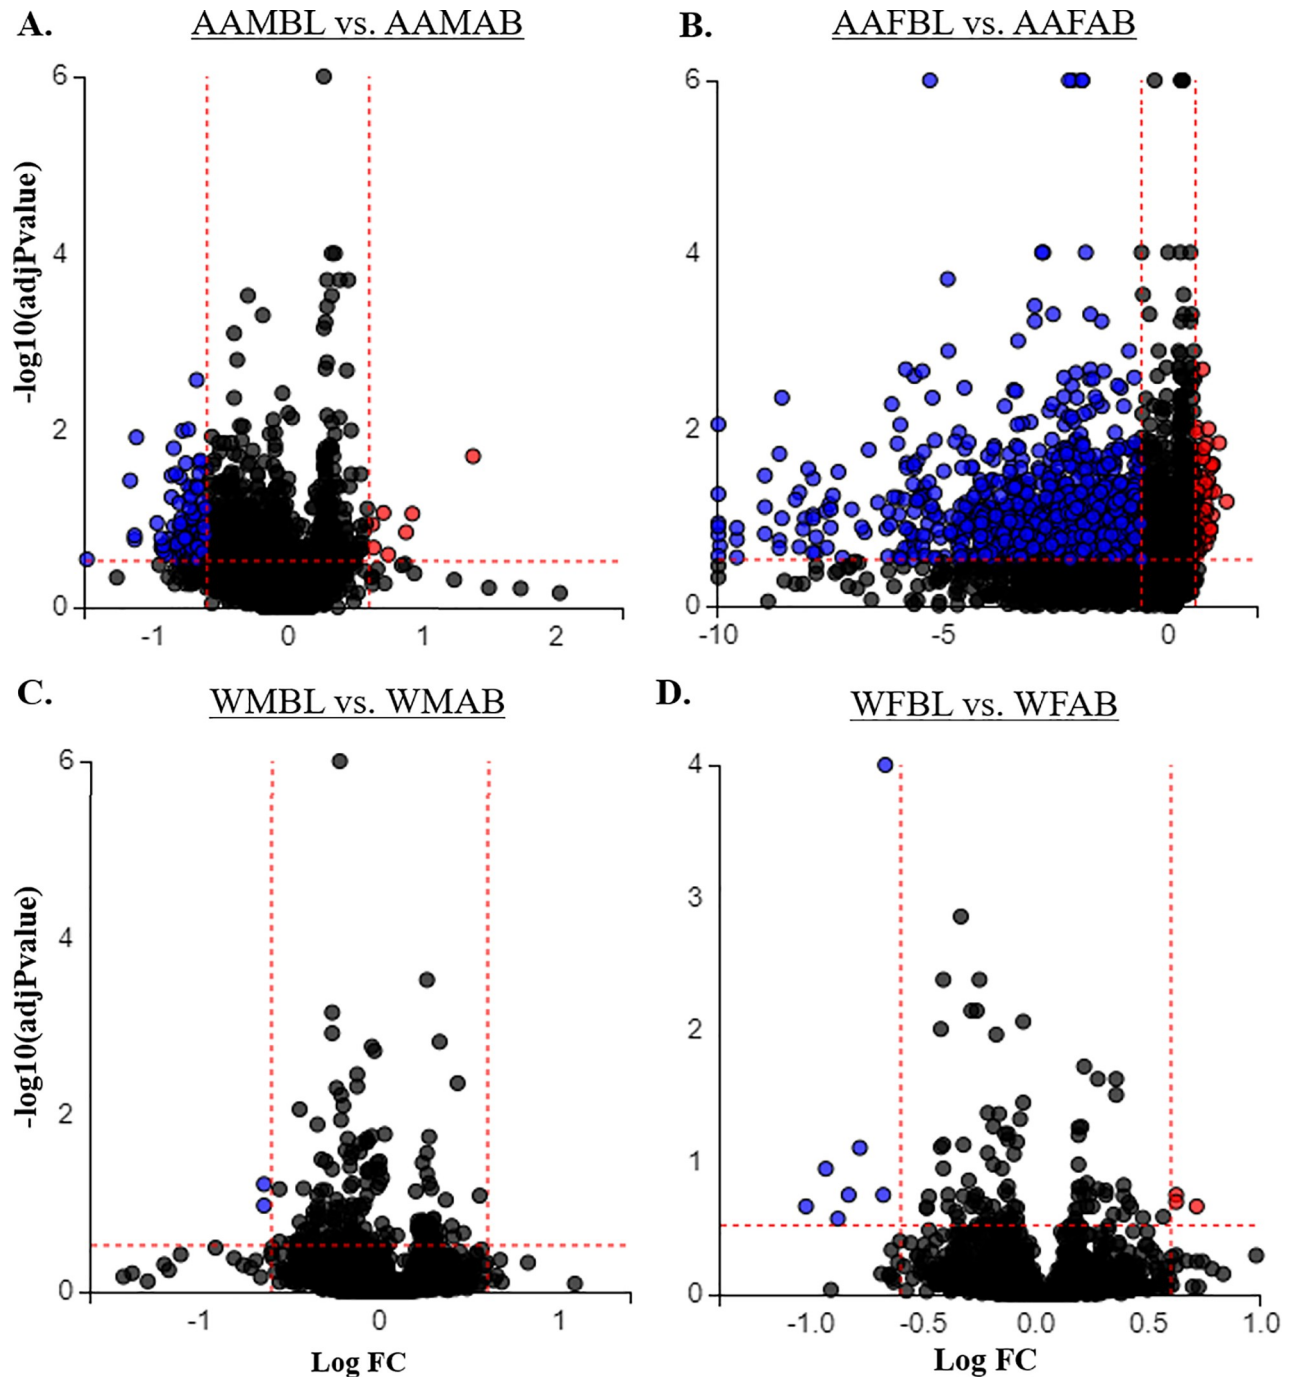 A.
AAMBL vs. AAMAB
-log10(adjPvalue)
6
4
2
0
-1 0 1 2
B.
AAFBL vs. AAFAB
6
4
2
0
-10 -5 0
C.
WMBL vs. WMAB
-log10(adjPvalue)
6
4
2
0
-1 0 1
Log FC
D.
WFBL vs. WFAB
4
3
2
1
0
-1.0 -0.5 0.0 0.5 1.0
Log FC